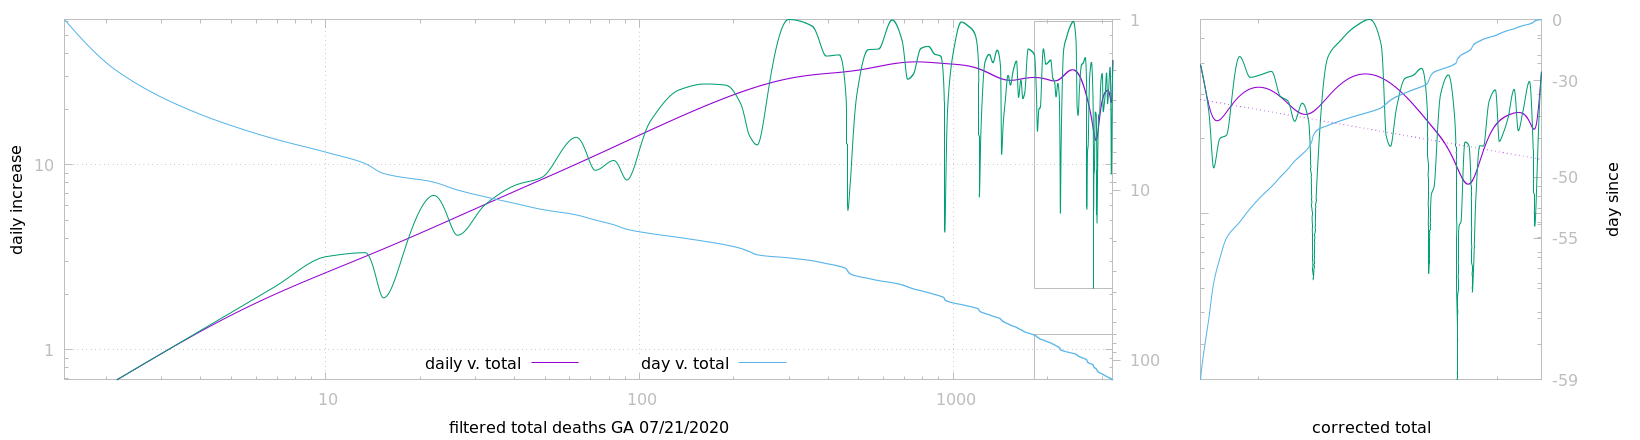 1
0
daily increase
10
1
10
-30
-50
-55
day since
1
daily v. total
day v. total
100
-59
10
100
1000
filtered total deaths GA 07/21/2020
corrected total